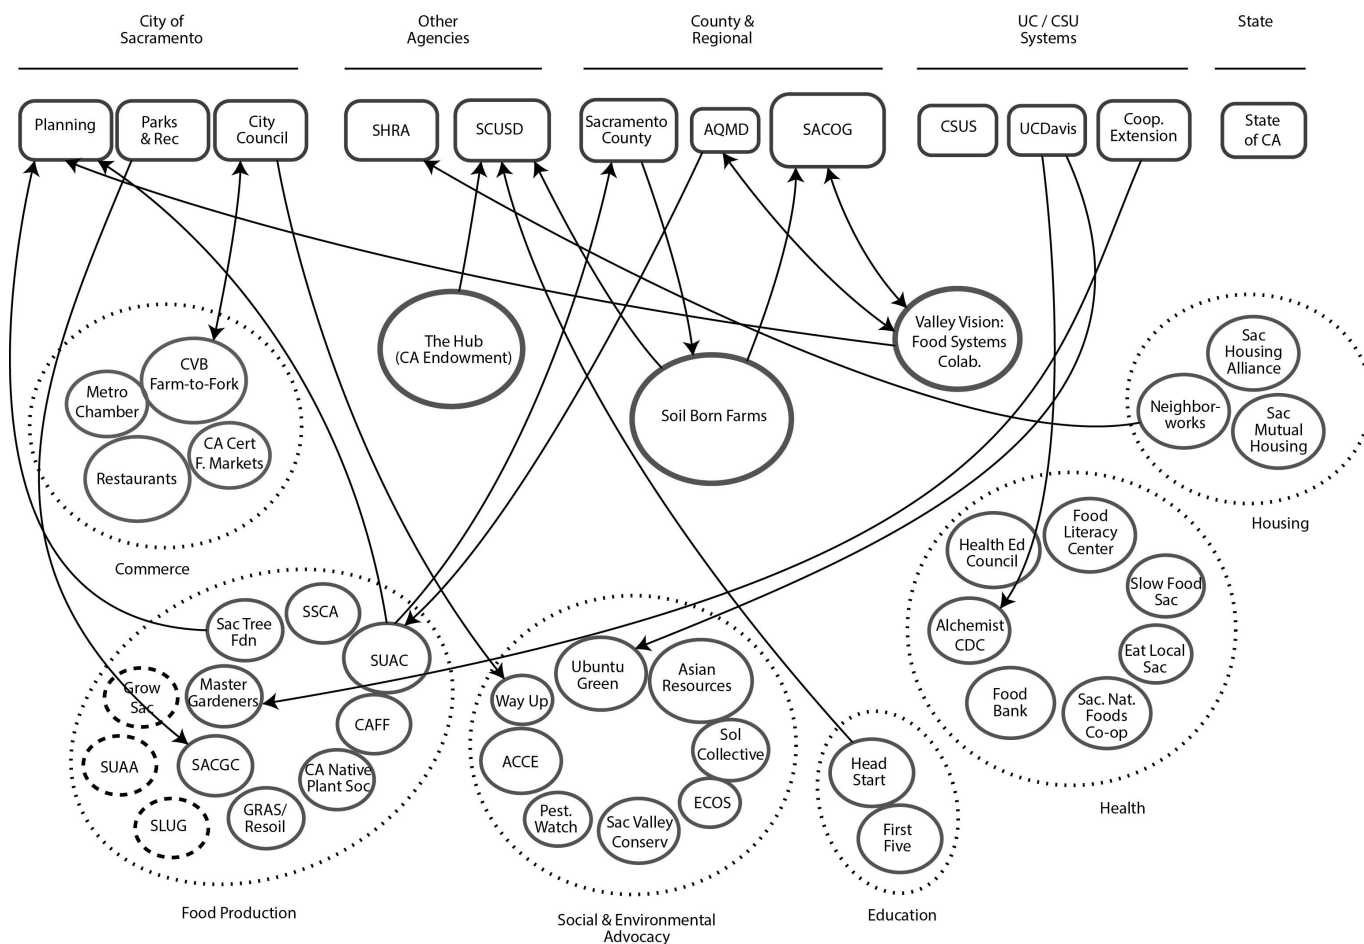 City of
Sacramento
Other
Agencies
County &
Regional
UC / CSU
Systems
State
Planning
Parks
& Rec
City
Council
SHRA
SCUSD
Sacramento
County
AQMD
SACOG
CSUS
UCDavis
Coop.
Extension
State
of CA
The Hub
(CA Endowment)
Soil Born Farms
Valley Vision:
Food Systems
Colab.
CVB
Farm-to-Fork
Metro
Chamber
CA Cert
F. Markets
Restaurants
Commerce
Sac
Housing
Alliance
Neighbor-
works
Sac
Mutual
Housing
Housing
Health Ed
Council
Food
Literacy
Center
Slow Food
Sac
Alchemist
CDC
Eat Local
Sac
Food
Bank
Sac. Nat.
Foods
Co-op
Health
SSCA
Sac Tree
Fdn
SUAC
Grow
Sac
Master
Gardeners
CAFF
SUAA
SACGC
CA Native
Plant Soc
SLUG
GRAS/
Resoil
Food Production
Ubuntu
Green
Asian
Resources
Way Up
Sol
Collective
ACCE
ECOS
Pest.
Watch
Sac Valley
Conserv
Social & Environmental
Advocacy
Head
Start
First
Five
Education